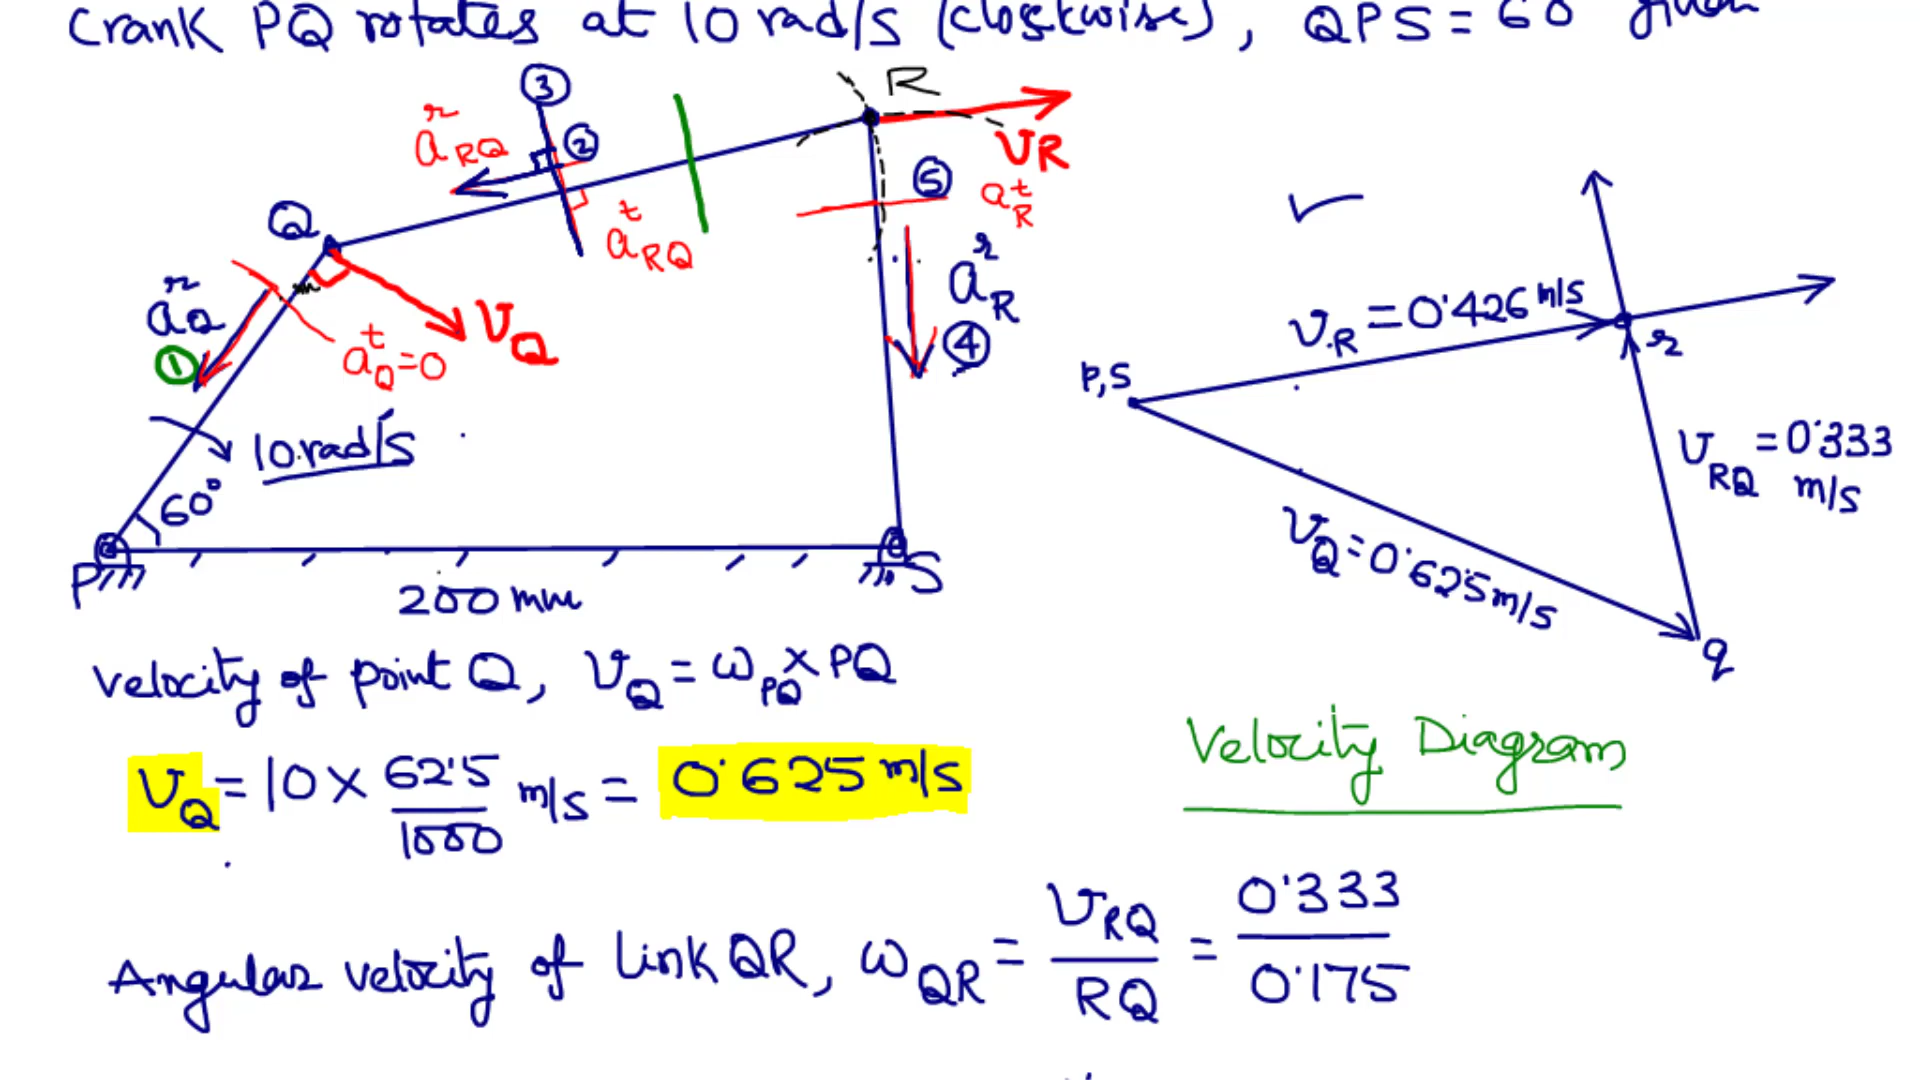 Crank PQ rotates at 10 rad/s (clockwise), QPS = 60° given
③
R
a^r_RQ
②
V_R
⑤
a^t_R
Q
a^t_RQ
a^r_Q
V_Q
a^r_R
①
a^t_Q=0
④
10 rad/s
60°
P
S
200 mm
V_R = 0.426 m/s
r
P,S
V_RQ = 0.333 m/s
V_Q = 0.625 m/s
q
Velocity of point Q, V_Q = ω_PQ × PQ
Velocity Diagram
V_Q = 10 × 62.5/1000 m/s = 0.625 m/s
Angular velocity of Link QR, ω_QR = V_RQ/RQ = 0.333/0.175